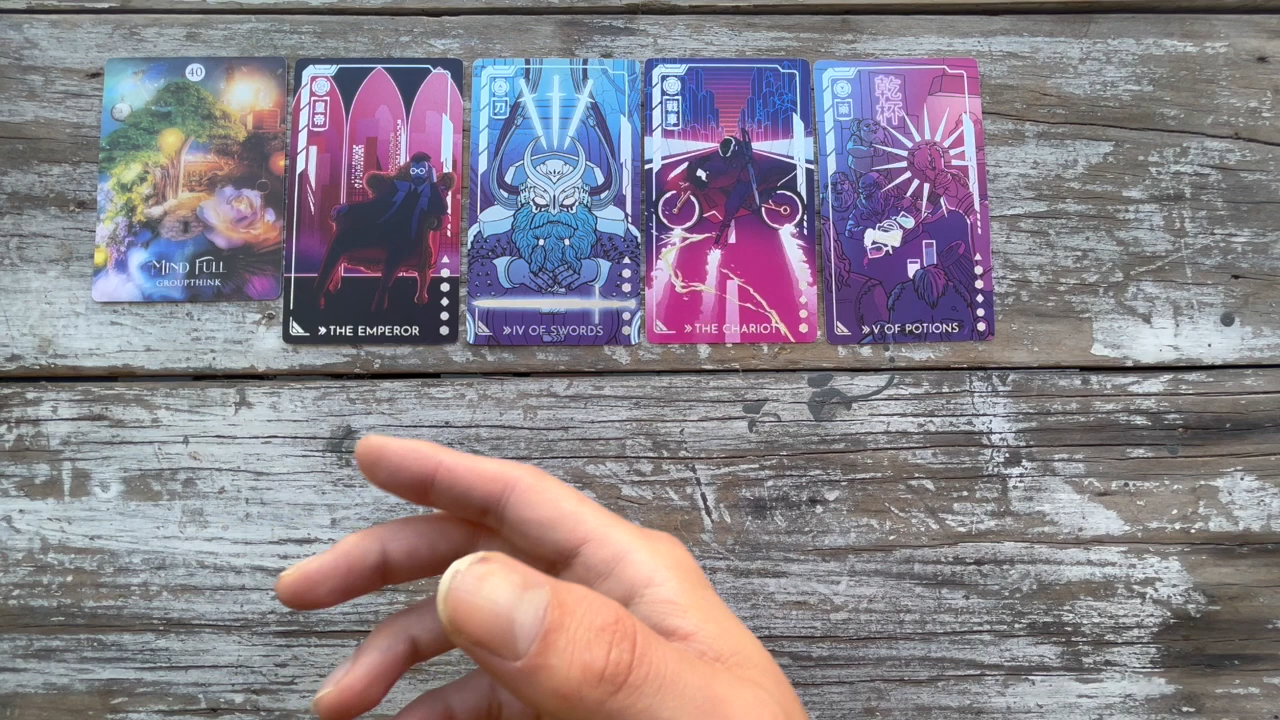 40
MIND FULL
GROUPTHINK
皇帝
»THE EMPEROR
刀
»IV OF SWORDS
戦車
»THE CHARIOT
薬
乾杯
»V OF POTIONS